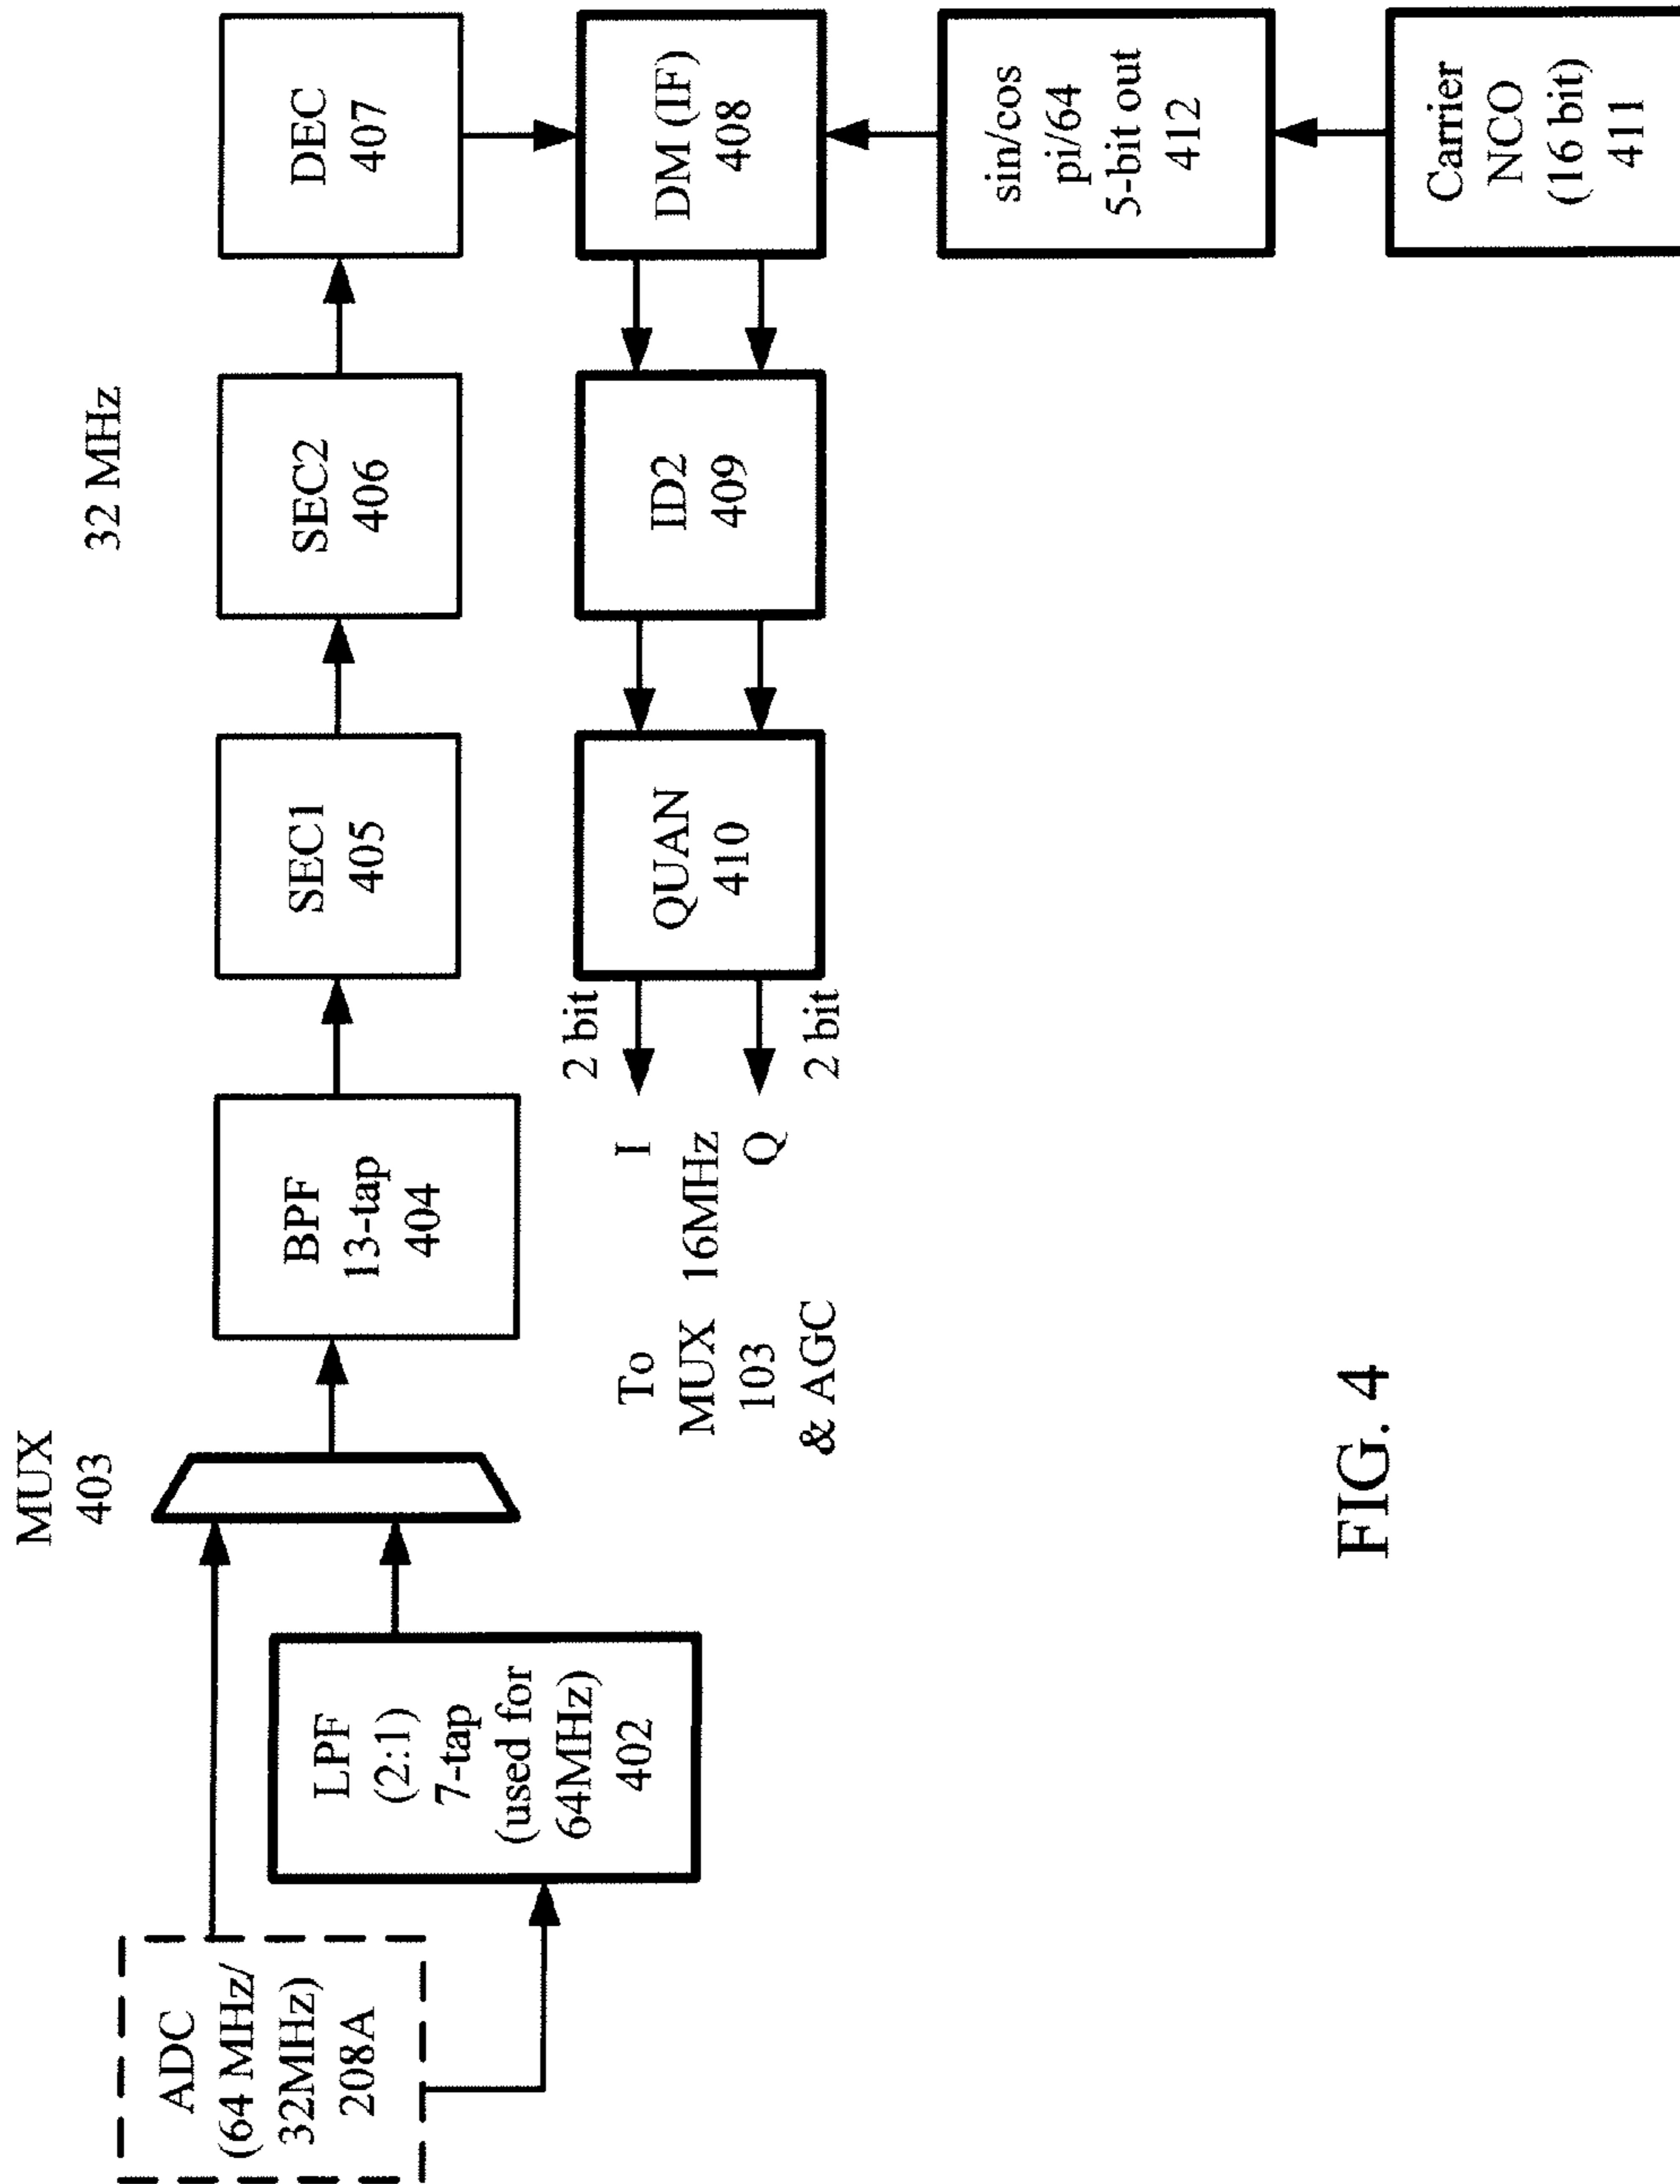 ADC
(64 MHz/
32MHz)
208A
LPF
(2:1)
7-tap
(used for
64MHz)
402
MUX
403
BPF
13-tap
404
SEC1
405
SEC2
406
32 MHz
DEC
407
DM (IF)
408
ID2
409
QUAN
410
2 bit
2 bit
I
16MHz
Q
To
MUX
103
& AGC
sin/cos
pi/64
5-bit out
412
Carrier
NCO
(16 bit)
411
FIG. 4